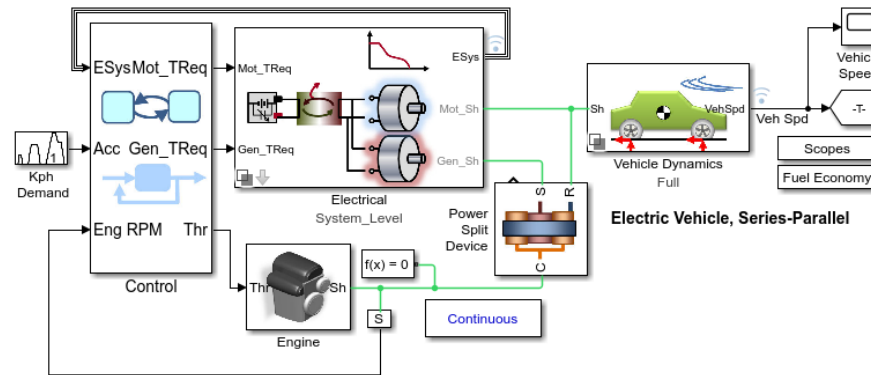 ESys Mot_TReq
Acc Gen_TReq
Eng RPM Thr
Control
Kph
Demand
Mot_TReq
Gen_TReq
ESys
Mot_Sh
Gen_Sh
Electrical
System_Level
Sh
VehSpd
Vehicle Dynamics
Full
Veh Spd
Vehic
Spee
-T-
Scopes
Fuel Economy
Power
Split
Device
S R
C
Electric Vehicle, Series-Parallel
f(x) = 0
Thr Sh
Engine
S
Continuous